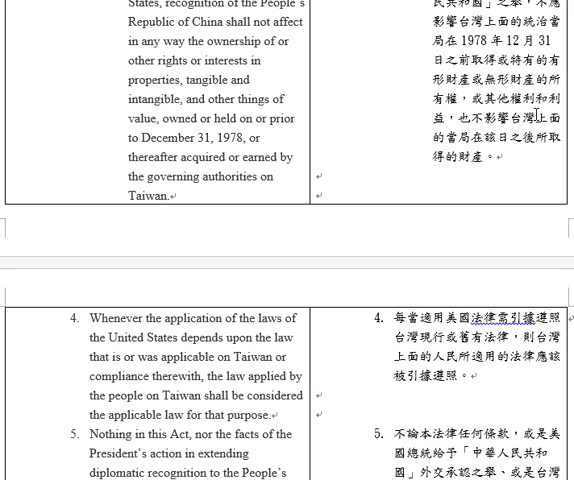 States, recognition of the People's
Republic of China shall not affect
in any way the ownership of or
other rights or interests in
properties, tangible and
intangible, and other things of
value, owned or held on or prior
to December 31, 1978, or
thereafter acquired or earned by
the governing authorities on
Taiwan.
民共和國」之舉，不應
影響台灣上面的統治當
局在 1978 年 12 月 31
日之前取得或特有的有
形財產或無形財產的所
有權，或其他權利和利
益，也不影響台灣上面
的當局在該日之後所取
得的財產。
4. Whenever the application of the laws of
the United States depends upon the law
that is or was applicable on Taiwan or
compliance therewith, the law applied by
the people on Taiwan shall be considered
the applicable law for that purpose.
4. 每當適用美國法律需引據遵照
台灣現行或舊有法律，則台灣
上面的人民所適用的法律應該
被引據遵照。
5. Nothing in this Act, nor the facts of the
President's action in extending
diplomatic recognition to the People's
5. 不論本法律任何條款，或是美
國總統給予「中華人民共和
國」外交承認之舉、或是台灣